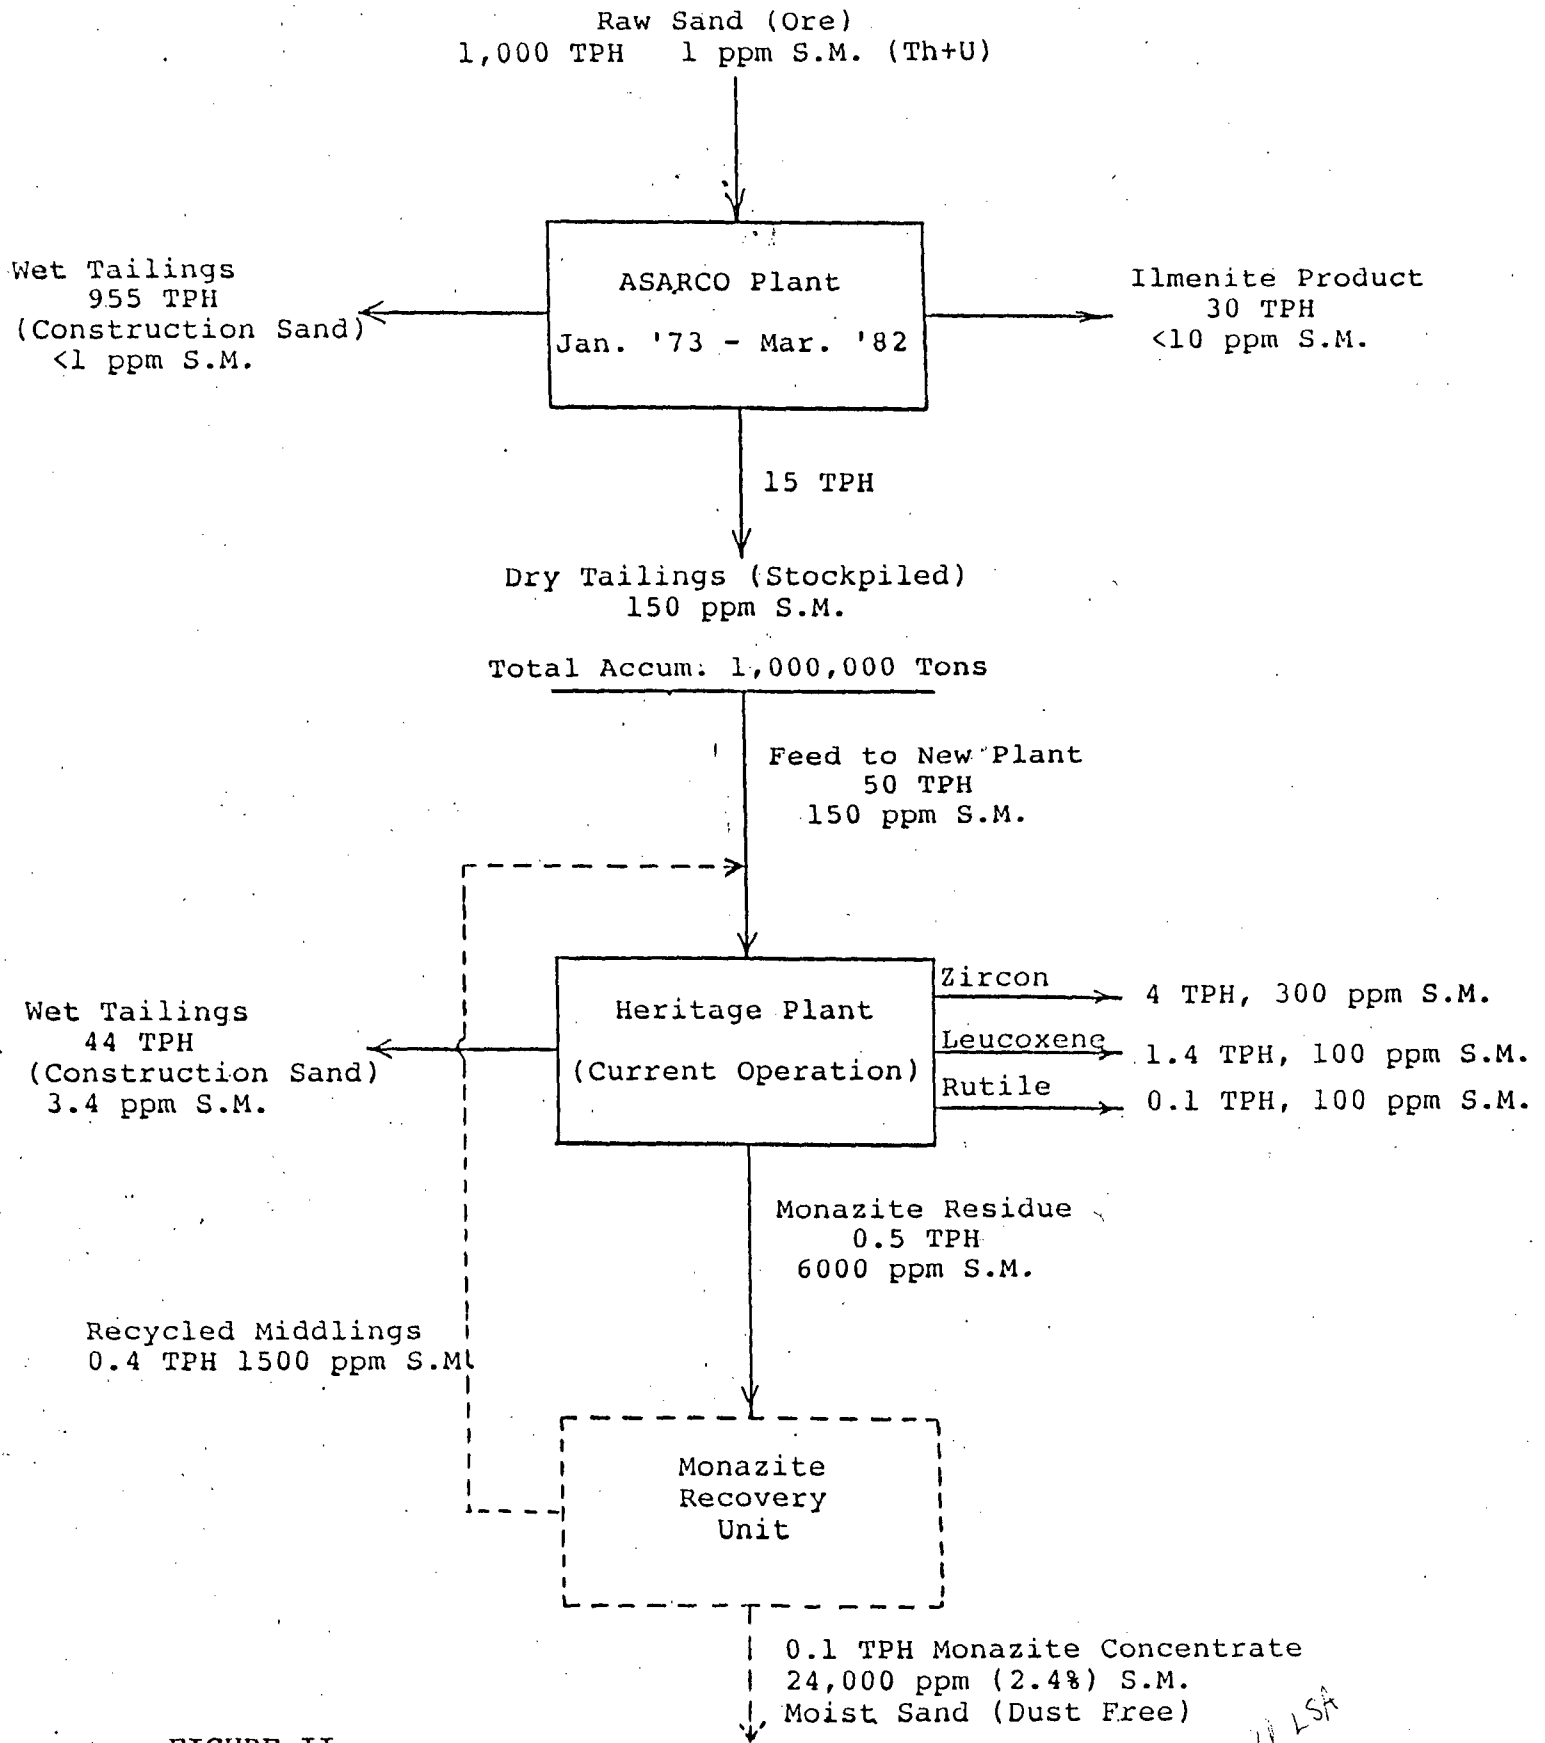 Raw Sand (Ore)
1,000 TPH 1 ppm S.M. (Th+U)
Wet Tailings
955 TPH
(Construction Sand)
<1 ppm S.M.
ASARCO Plant
Jan. '73 - Mar. '82
Ilmenite Product
30 TPH
<10 ppm S.M.
15 TPH
Dry Tailings (Stockpiled)
150 ppm S.M.
Total Accum. 1,000,000 Tons
Feed to New Plant
50 TPH
150 ppm S.M.
Wet Tailings
44 TPH
(Construction Sand)
3.4 ppm S.M.
Heritage Plant
(Current Operation)
Zircon
4 TPH, 300 ppm S.M.
Leucoxene
1.4 TPH, 100 ppm S.M.
Rutile
0.1 TPH, 100 ppm S.M.
Monazite Residue
0.5 TPH
6000 ppm S.M.
Recycled Middlings
0.4 TPH 1500 ppm S.M
Monazite
Recovery
Unit
0.1 TPH Monazite Concentrate
24,000 ppm (2.4%) S.M.
Moist Sand (Dust Free)
LSA
FIGURE II